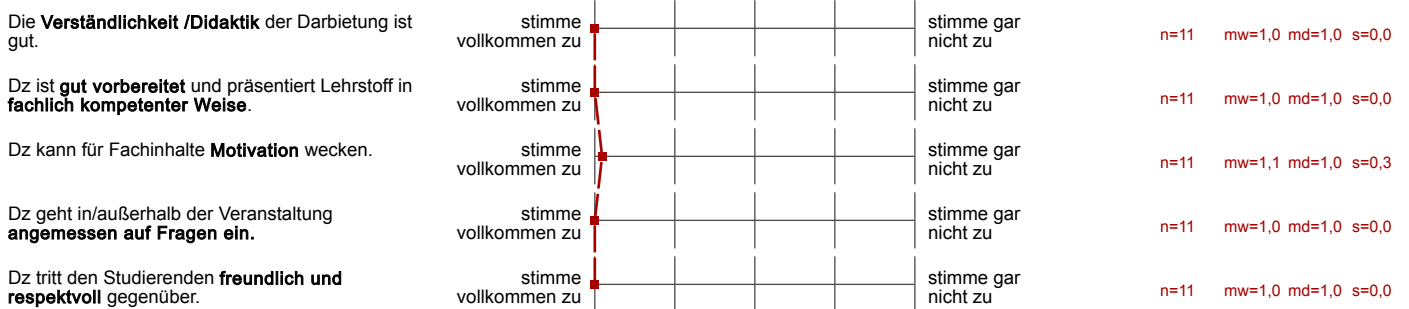 Die Verständlichkeit /Didaktik der Darbietung ist
gut.
stimme
vollkommen zu
stimme gar
nicht zu
n=11 mw=1,0 md=1,0 s=0,0
Dz ist gut vorbereitet und präsentiert Lehrstoff in
fachlich kompetenter Weise.
stimme
vollkommen zu
stimme gar
nicht zu
n=11 mw=1,0 md=1,0 s=0,0
Dz kann für Fachinhalte Motivation wecken.
stimme
vollkommen zu
stimme gar
nicht zu
n=11 mw=1,1 md=1,0 s=0,3
Dz geht in/außerhalb der Veranstaltung
angemessen auf Fragen ein.
stimme
vollkommen zu
stimme gar
nicht zu
n=11 mw=1,0 md=1,0 s=0,0
Dz tritt den Studierenden freundlich und
respektvoll gegenüber.
stimme
vollkommen zu
stimme gar
nicht zu
n=11 mw=1,0 md=1,0 s=0,0